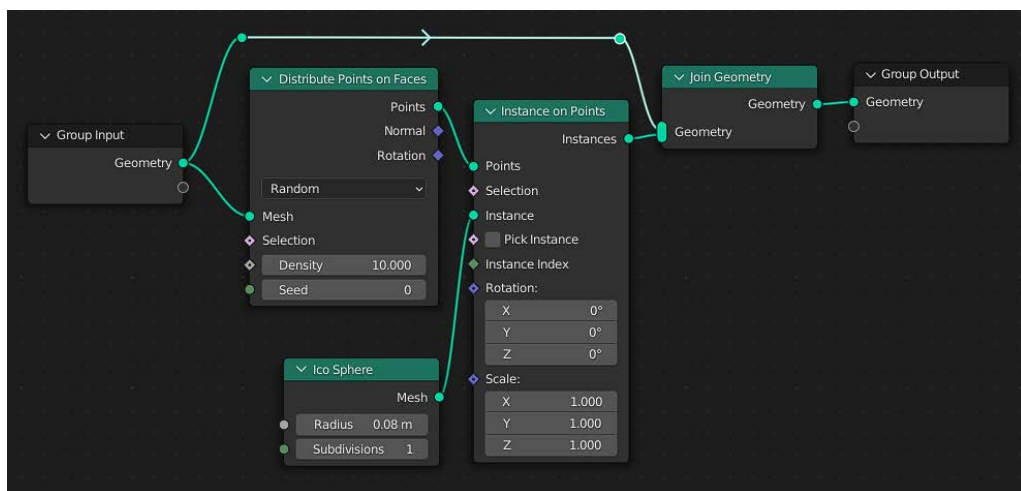 Group Input
Geometry
Distribute Points on Faces
Points
Normal
Rotation
Random
Mesh
Selection
Density 10.000
Seed 0
Ico Sphere
Mesh
Radius 0.08 m
Subdivisions 1
Instance on Points
Instances
Points
Selection
Instance
Pick Instance
Instance Index
Rotation:
X 0°
Y 0°
Z 0°
Scale:
X 1.000
Y 1.000
Z 1.000
Join Geometry
Geometry
Geometry
Group Output
Geometry